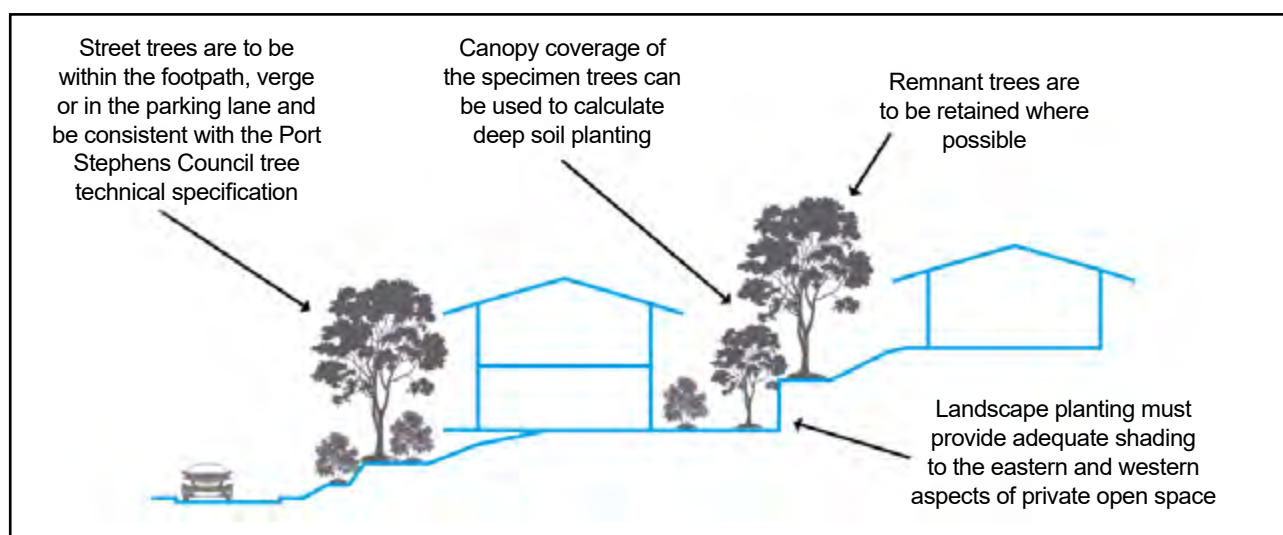 Street trees are to be
within the footpath, verge
or in the parking lane and
be consistent with the Port
Stephens Council tree
technical specification
Canopy coverage of
the specimen trees can
be used to calculate
deep soil planting
Remnant trees are
to be retained where
possible
Landscape planting must
provide adequate shading
to the eastern and western
aspects of private open space